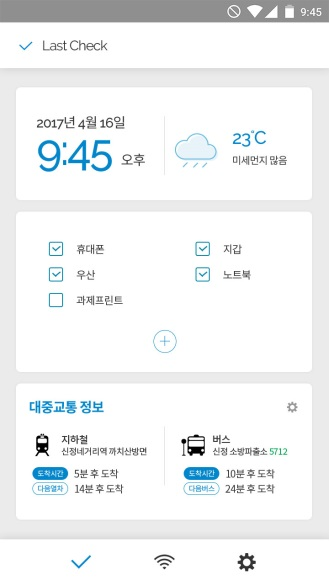 9:45
Last Check
2017년 4월 16일
9:45 오후
23°C
미세먼지 많음
휴대폰
지갑
우산
노트북
과제프린트
대중교통 정보
지하철
신정네거리역 까치산방면
도착시간 5분 후 도착
다음열차 14분 후 도착
버스
신정 소방파출소 5712
도착시간 10분 후 도착
다음버스 24분 후 도착